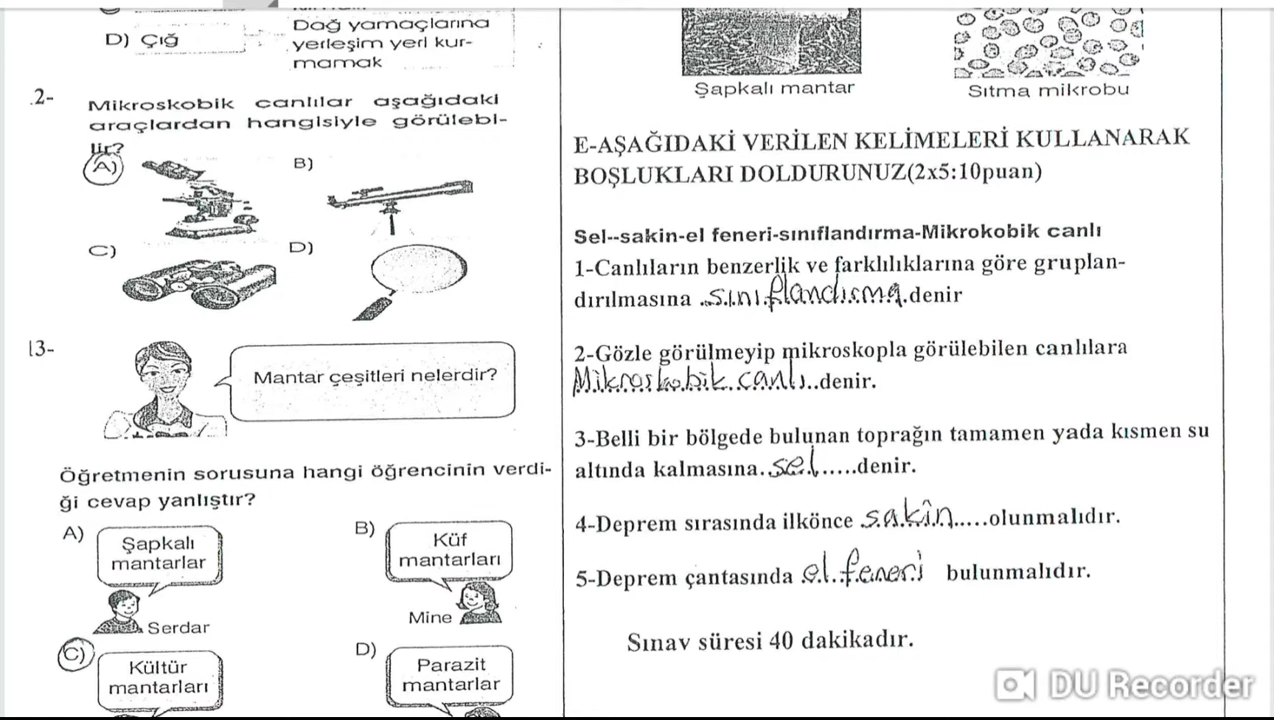 D) Çığ
Dağ yamaçlarına
yerleşim yeri kur-
mamak
2-
Mikroskobik canlılar aşağıdaki
araçlardan hangisiyle görülebi-
lir?
A)
B)
C)
D)
13-
Mantar çeşitleri nelerdir?
Öğretmenin sorusuna hangi öğrencinin verdi-
ği cevap yanlıştır?
A)
Şapkalı
mantarlar
Serdar
B)
Küf
mantarları
Mine
C)
Kültür
mantarları
D)
Parazit
mantarlar
Şapkalı mantar
Sıtma mikrobu
E-AŞAĞIDAKİ VERİLEN KELİMELERİ KULLANARAK
BOŞLUKLARI DOLDURUNUZ(2x5:10puan)
Sel--sakin-el feneri-sınıflandırma-Mikrokobik canlı
1-Canlıların benzerlik ve farklılıklarına göre gruplan-
dırılmasına ..sınıflandırma.denir
2-Gözle görülmeyip mikroskopla görülebilen canlılara
Mikroskobik canlı..denir.
3-Belli bir bölgede bulunan toprağın tamamen yada kısmen su
altında kalmasına..sel.....denir.
4-Deprem sırasında ilkönce .sakîn.....olunmalıdır.
5-Deprem çantasında el feneri bulunmalıdır.
Sınav süresi 40 dakikadır.
DU Recorder